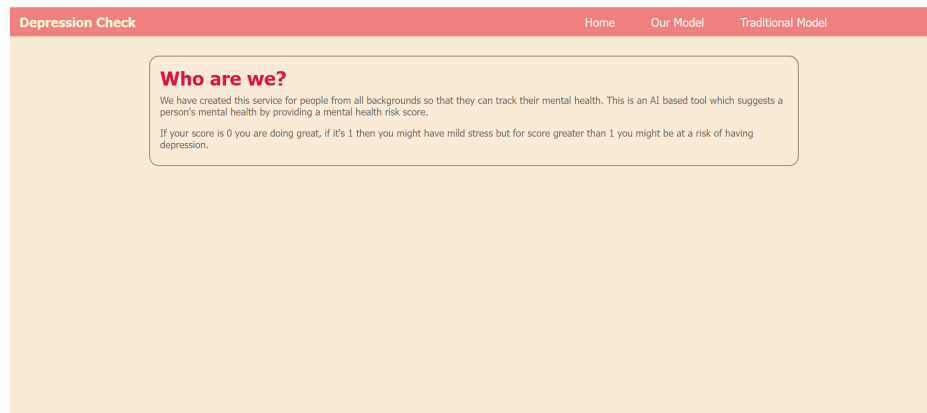 Depression Check Home Our Model Traditional Model
Who are we?
We have created this service for people from all backgrounds so that they can track their mental health. This is an AI based tool which suggests a
person's mental health by providing a mental health risk score.
If your score is 0 you are doing great, if it's 1 then you might have mild stress but for score greater than 1 you might be at a risk of having
depression.